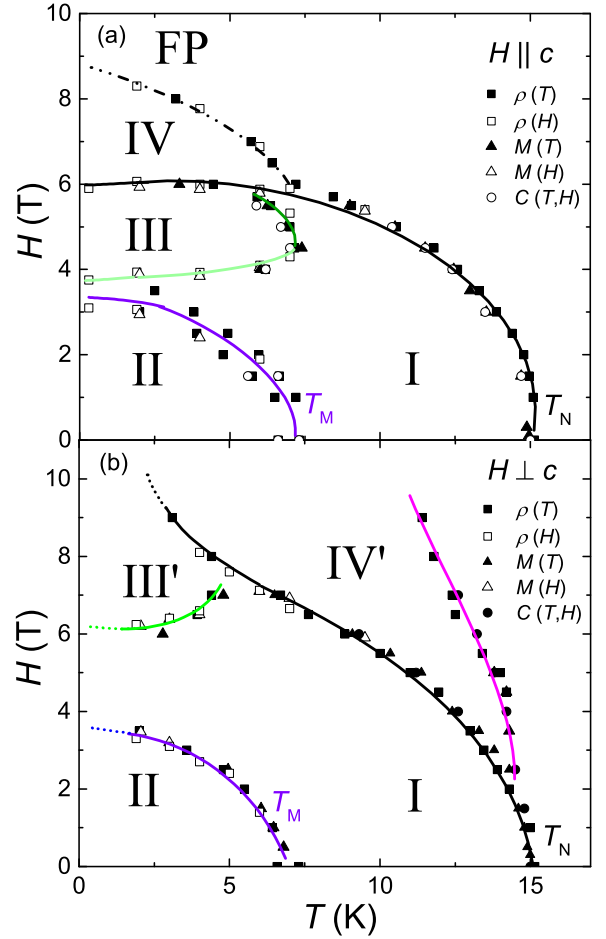 10
(a)
FP
H || c
ρ (T)
ρ (H)
M (T)
M (H)
C (T,H)
8
IV
6
H (T)
III
4
2
II
I
T_M
T_N
0
(b)
10
H ⊥ c
ρ (T)
ρ (H)
M (T)
M (H)
C (T,H)
8
IV'
III'
6
H (T)
4
2
II
I
T_M
T_N
0
0 5 10 15
T (K)